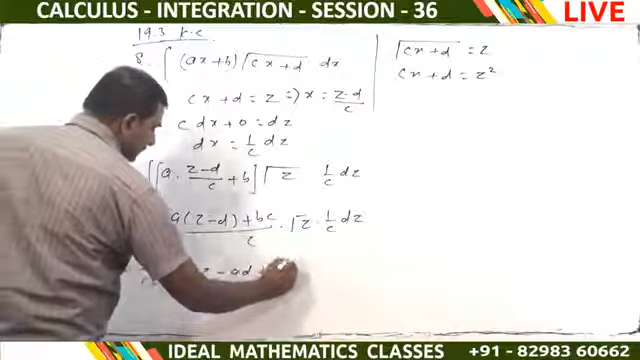 CALCULUS - INTEGRATION - SESSION - 36
LIVE
19.3 F.C
8. ∫ (ax+b) √cx+d dx
cx+d = z => x = z-d/c
c dx+0 = dz
dx = 1/c dz
∫[a. z-d/c +b] √z 1/c dz
a(z-d)+bc/c . √z . 1/c dz
z - ad +
√cx+d = z
cx+d = z²
IDEAL MATHEMATICS CLASSES +91 - 82983 60662